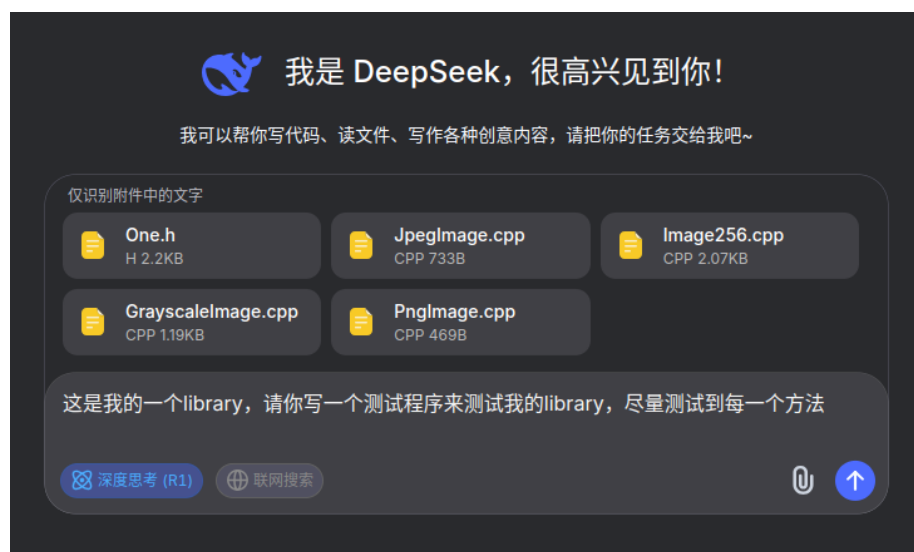 我是 DeepSeek，很高兴见到你！
我可以帮你写代码、读文件、写作各种创意内容，请把你的任务交给我吧~
仅识别附件中的文字
One.h
H 2.2KB
JpegImage.cpp
CPP 733B
Image256.cpp
CPP 2.07KB
GrayscaleImage.cpp
CPP 1.19KB
PngImage.cpp
CPP 469B
这是我的一个library，请你写一个测试程序来测试我的library，尽量测试到每一个方法
深度思考 (R1)
联网搜索